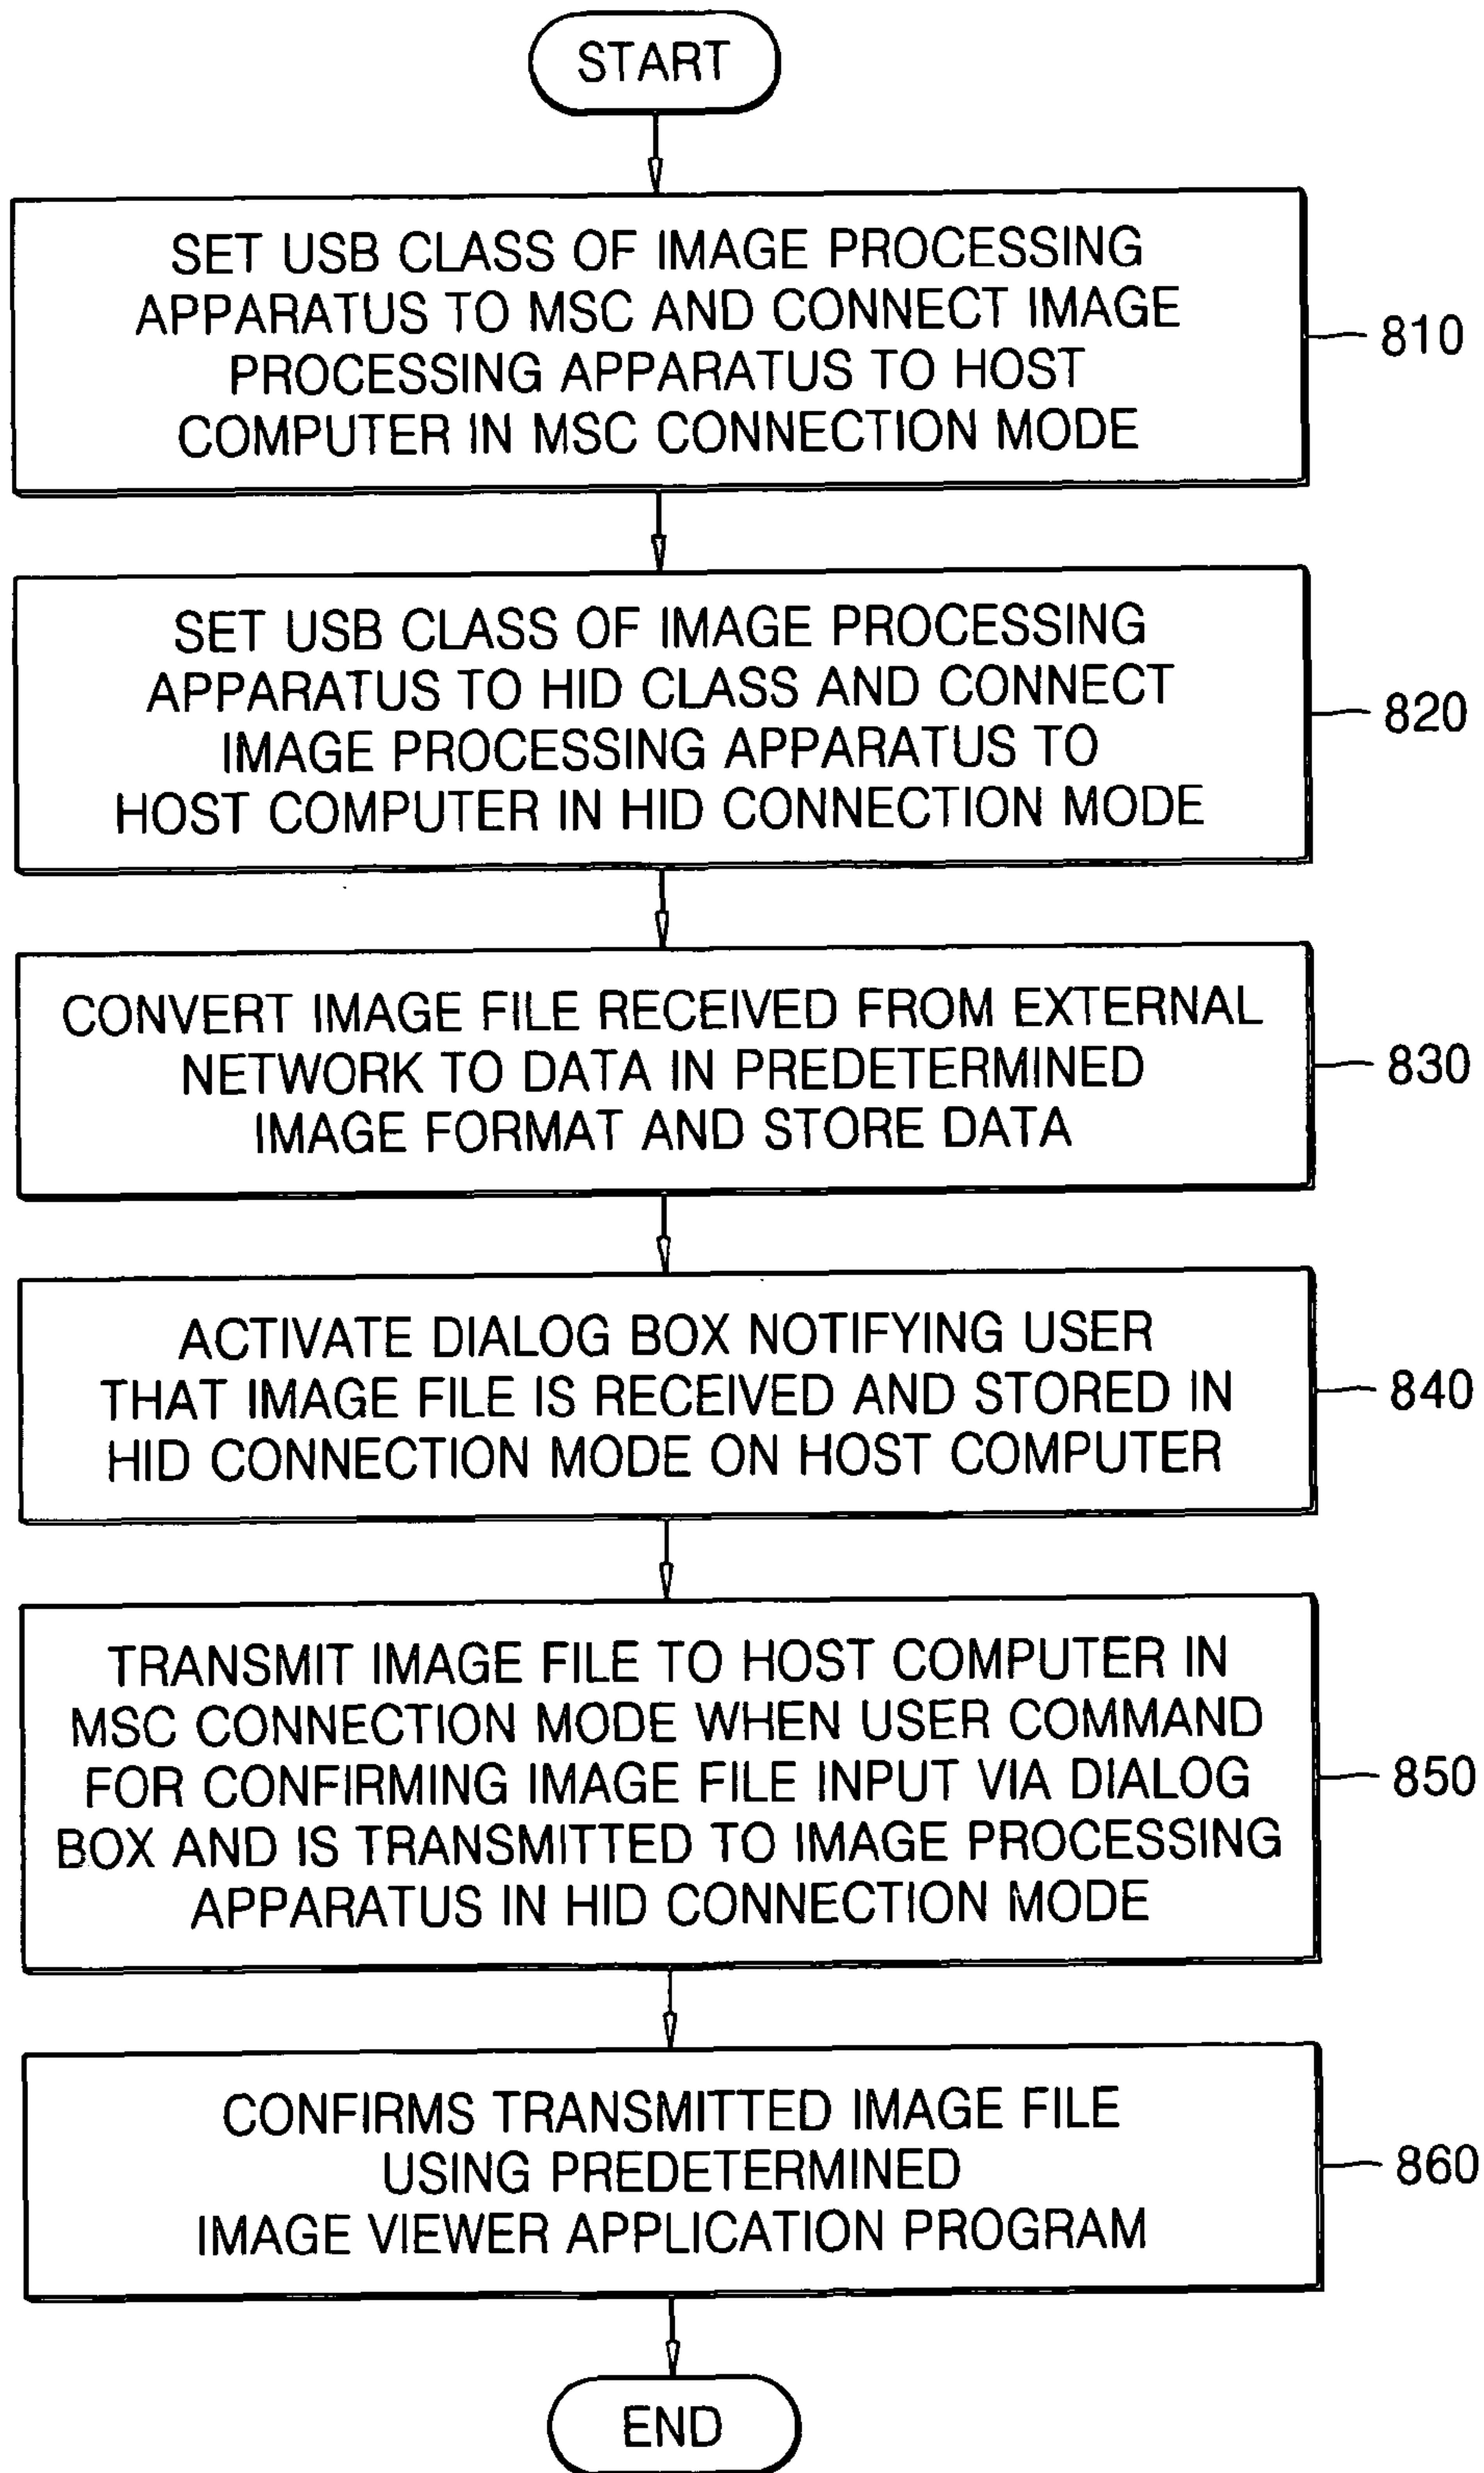 START
SET USB CLASS OF IMAGE PROCESSING
APPARATUS TO MSC AND CONNECT IMAGE
PROCESSING APPARATUS TO HOST
COMPUTER IN MSC CONNECTION MODE
810
SET USB CLASS OF IMAGE PROCESSING
APPARATUS TO HID CLASS AND CONNECT
IMAGE PROCESSING APPARATUS TO
HOST COMPUTER IN HID CONNECTION MODE
820
CONVERT IMAGE FILE RECEIVED FROM EXTERNAL
NETWORK TO DATA IN PREDETERMINED
IMAGE FORMAT AND STORE DATA
830
ACTIVATE DIALOG BOX NOTIFYING USER
THAT IMAGE FILE IS RECEIVED AND STORED IN
HID CONNECTION MODE ON HOST COMPUTER
840
TRANSMIT IMAGE FILE TO HOST COMPUTER IN
MSC CONNECTION MODE WHEN USER COMMAND
FOR CONFIRMING IMAGE FILE INPUT VIA DIALOG
BOX AND IS TRANSMITTED TO IMAGE PROCESSING
APPARATUS IN HID CONNECTION MODE
850
CONFIRMS TRANSMITTED IMAGE FILE
USING PREDETERMINED
IMAGE VIEWER APPLICATION PROGRAM
860
END